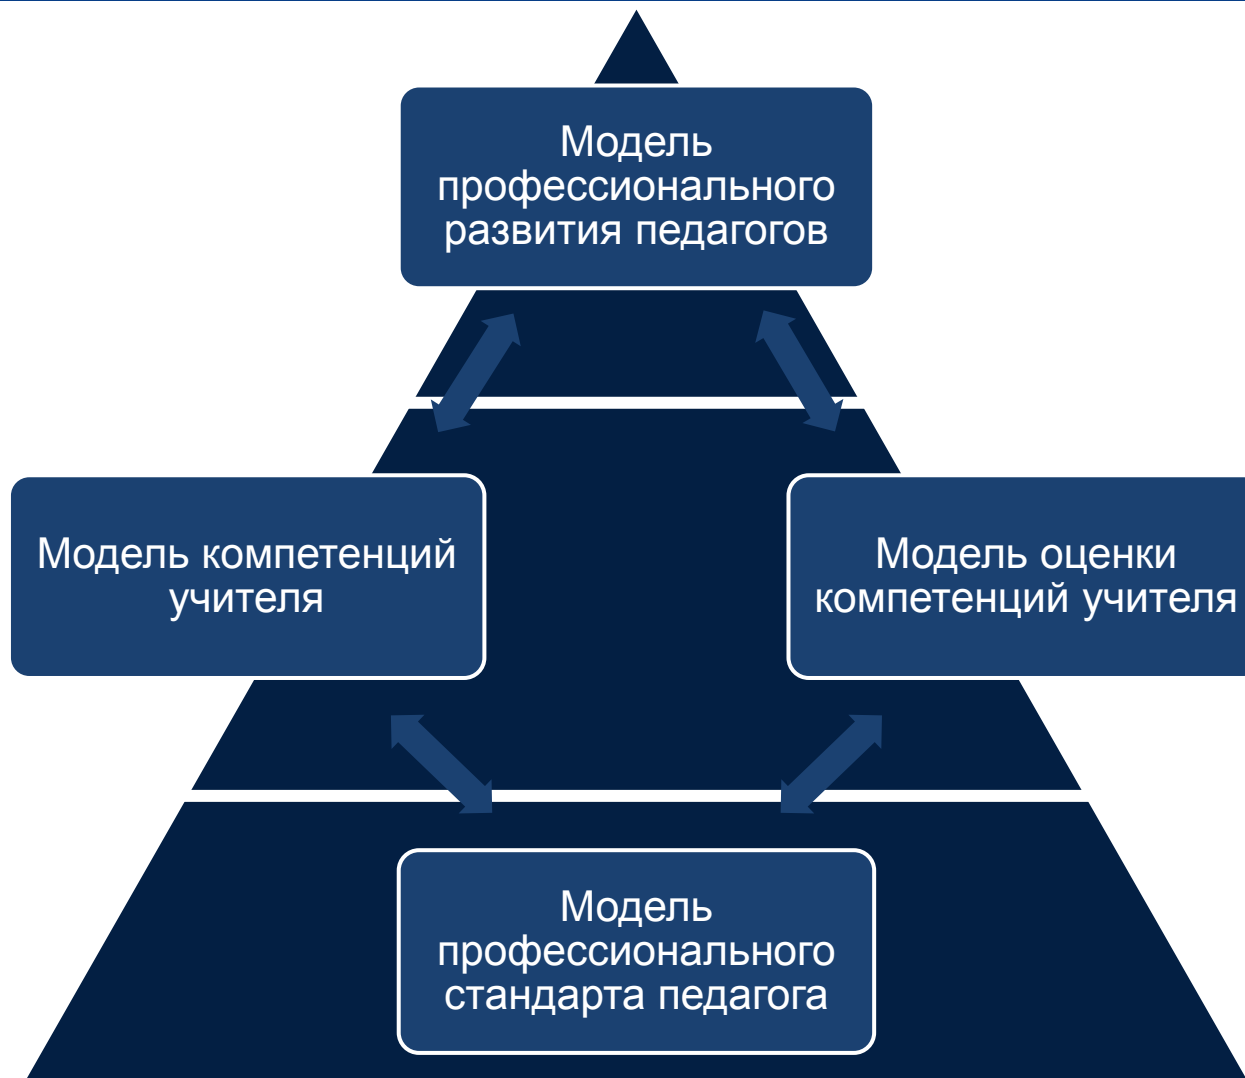 Модель
профессионального
развития педагогов
Модель компетенций
учителя
Модель оценки
компетенций учителя
Модель
профессионального
стандарта педагога